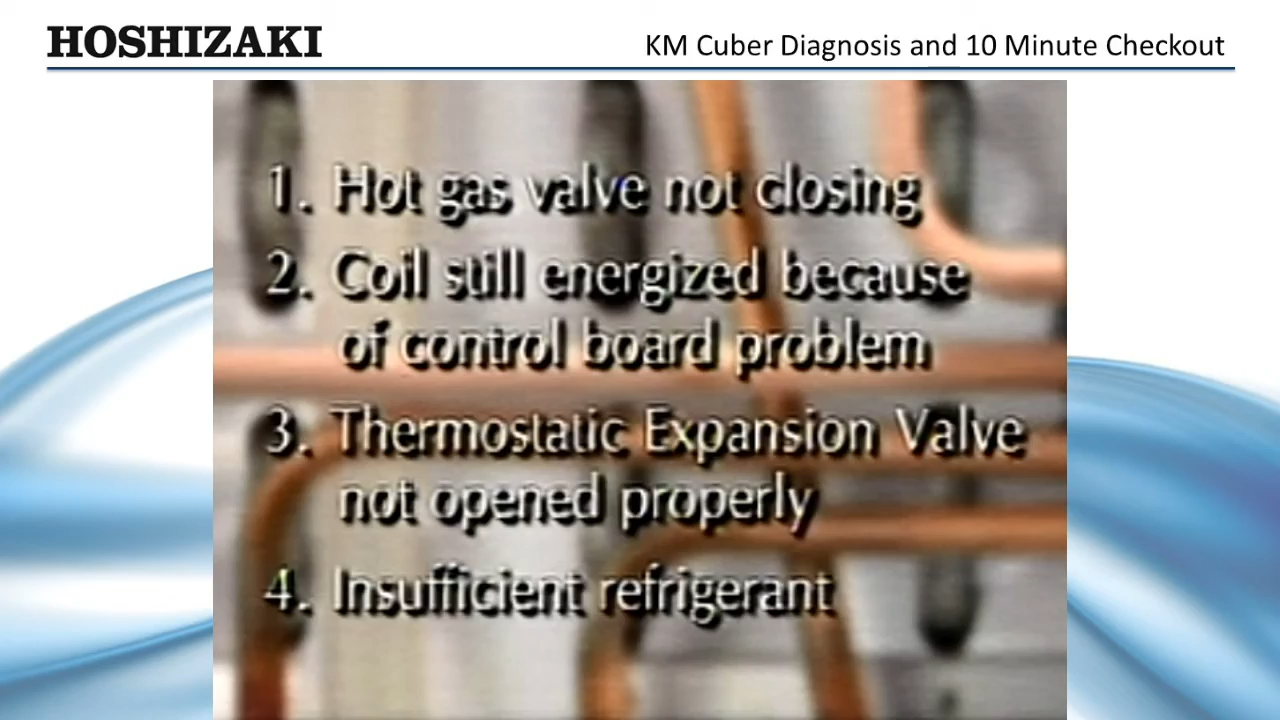 HOSHIZAKI
KM Cuber Diagnosis and 10 Minute Checkout
1. Hot gas valve not closing
2. Coil still energized because
of control board problem
3. Thermostatic Expansion Valve
not opened properly
4. Insufficient refrigerant